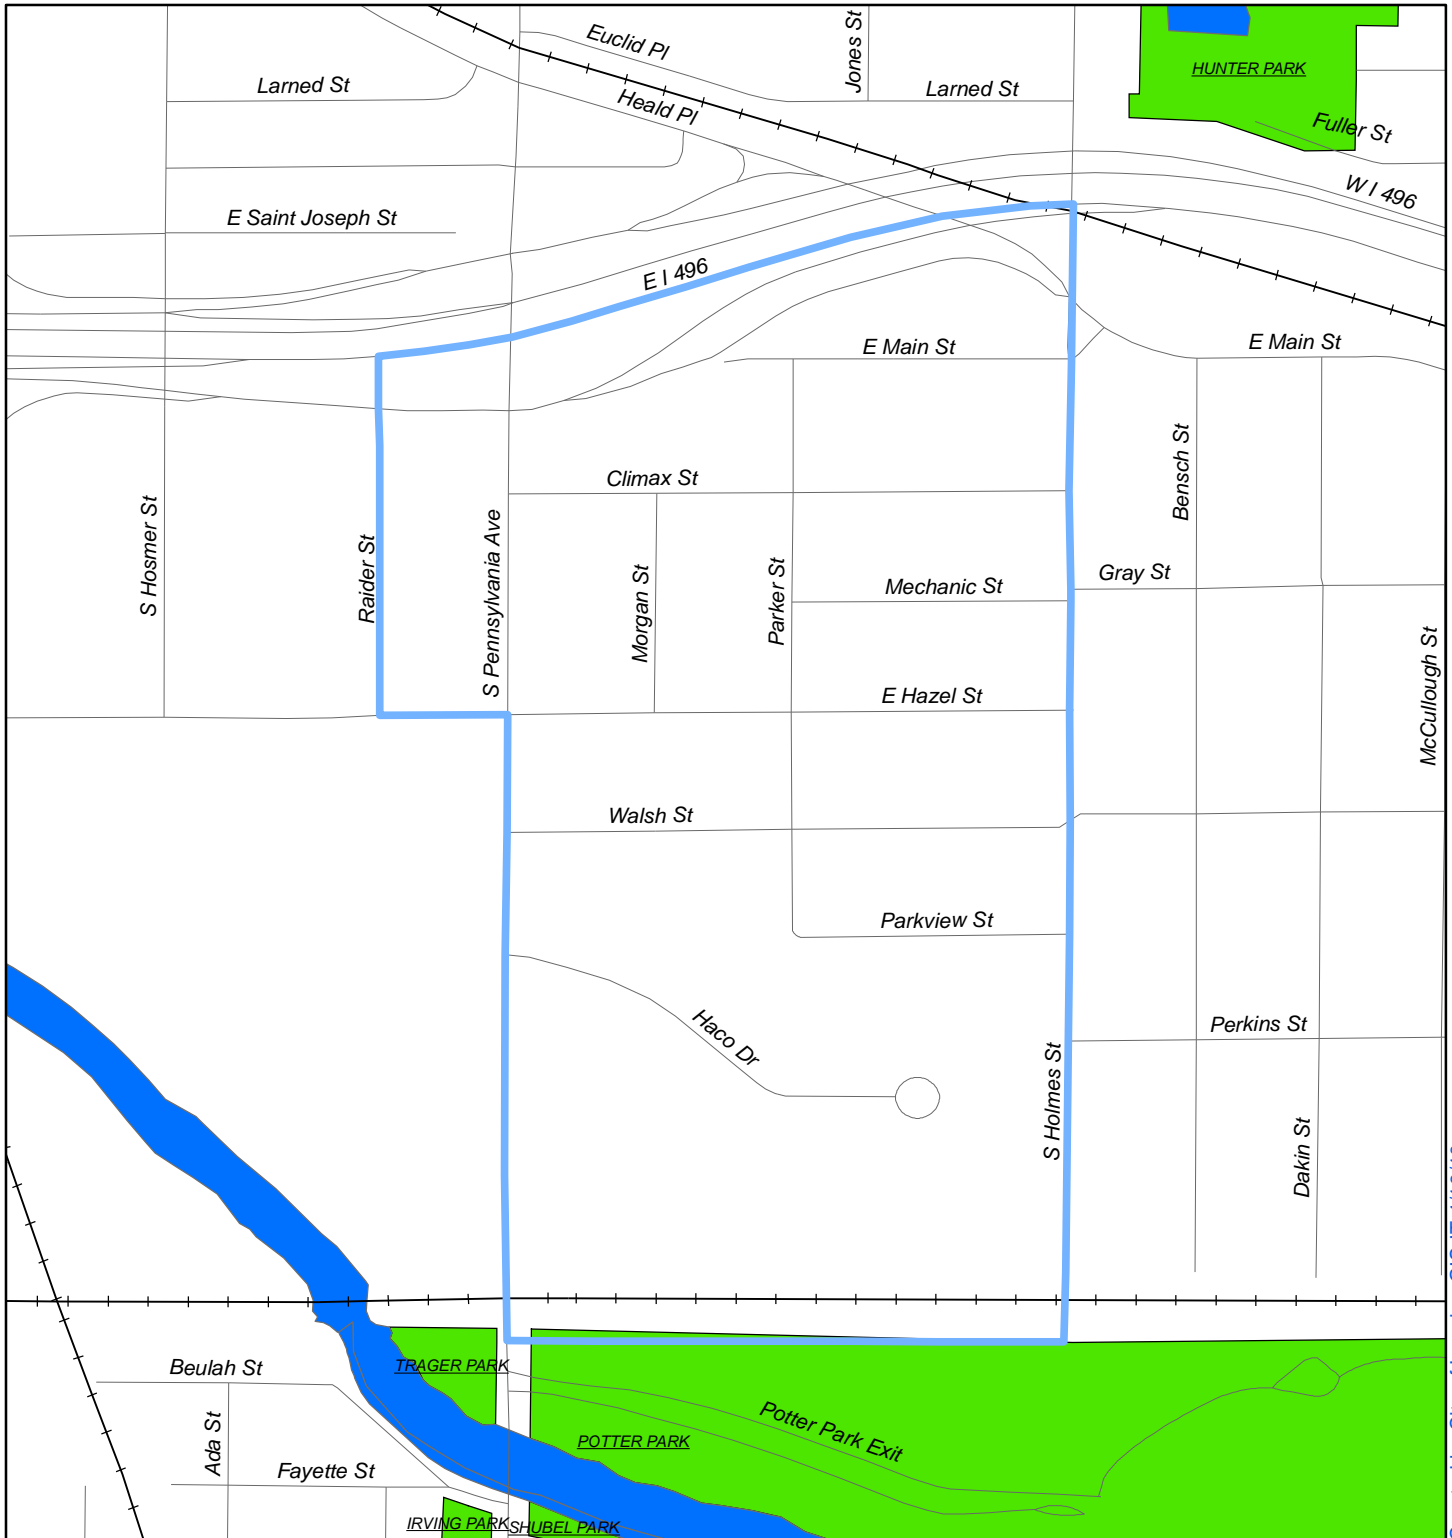 Euclid Pl
Jones St
Larned St
Larned St
HUNTER PARK
Heald Pl
Fuller St
W I 496
E Saint Joseph St
E I 496
E Main St
E Main St
Climax St
Bensch St
S Hosmer St
Raider St
S Pennsylvania Ave
Morgan St
Parker St
Mechanic St
Gray St
McCullough St
E Hazel St
Walsh St
Parkview St
Haco Dr
Perkins St
S Holmes St
Dakin St
TRAGER PARK
Beulah St
Ada St
Potter Park Exit
POTTER PARK
Fayette St
IRVING PARK
SHUBEL PARK